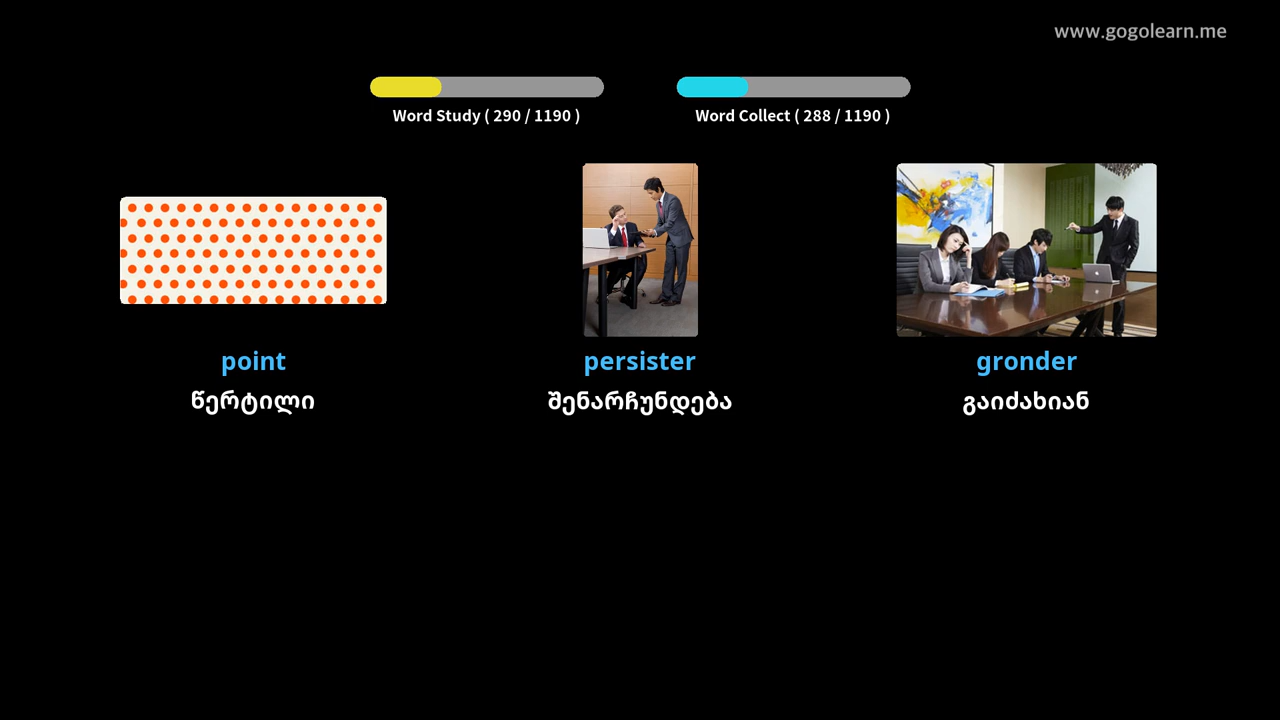 www.gogolearn.me
Word Study ( 290 / 1190 )
Word Collect ( 288 / 1190 )
point
persister
gronder
წერტილი
შენარჩუნდება
გაიძახიან